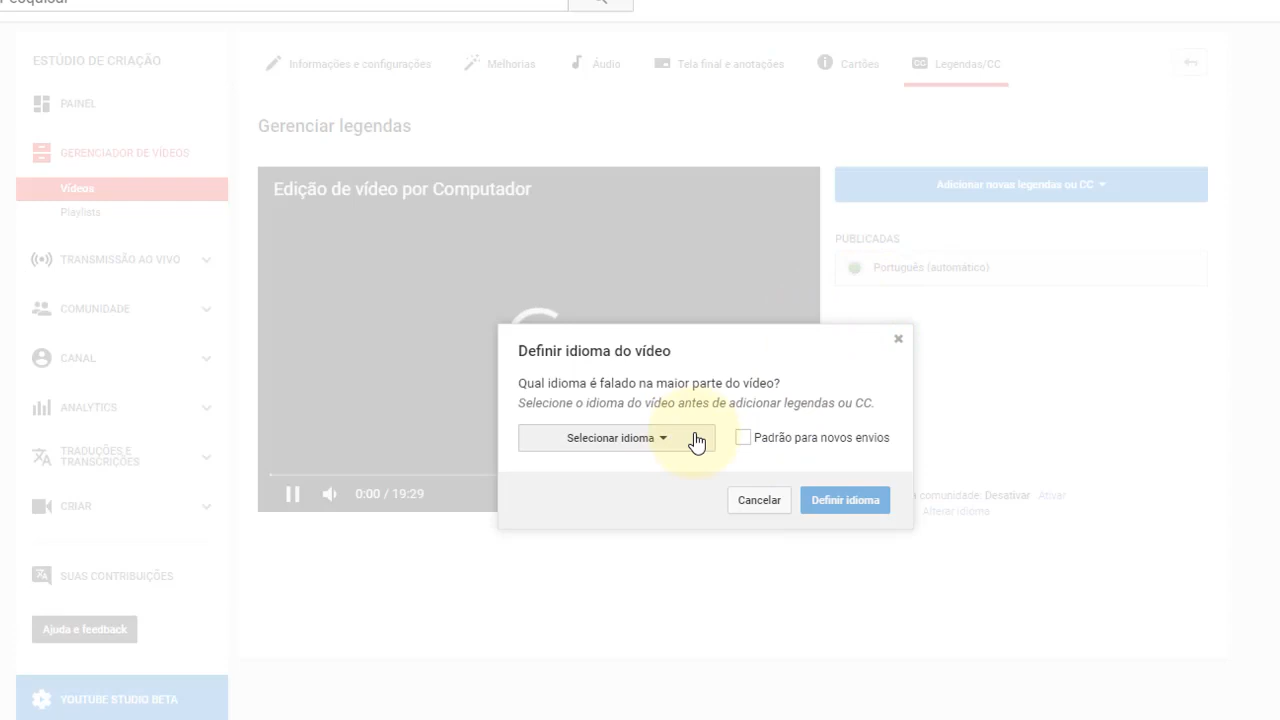 Pesquisar
ESTÚDIO DE CRIAÇÃO
PAINEL
GERENCIADOR DE VÍDEOS
Vídeos
Playlists
TRANSMISSÃO AO VIVO
COMUNIDADE
CANAL
ANALYTICS
TRADUÇÕES E
TRANSCRIÇÕES
CRIAR
SUAS CONTRIBUIÇÕES
Ajuda e feedback
YOUTUBE STUDIO BETA
Informações e configurações
Melhorias
Áudio
Tela final e anotações
Cartões
CC Legendas/CC
Gerenciar legendas
Edição de vídeo por Computador
0:00 / 19:29
Adicionar novas legendas ou CC
PUBLICADAS
Português (automático)
comunidade: Desativar Ativar
Alterar idioma
Definir idioma do vídeo
Qual idioma é falado na maior parte do vídeo?
Selecione o idioma do vídeo antes de adicionar legendas ou CC.
Selecionar idioma
Padrão para novos envios
Cancelar
Definir idioma